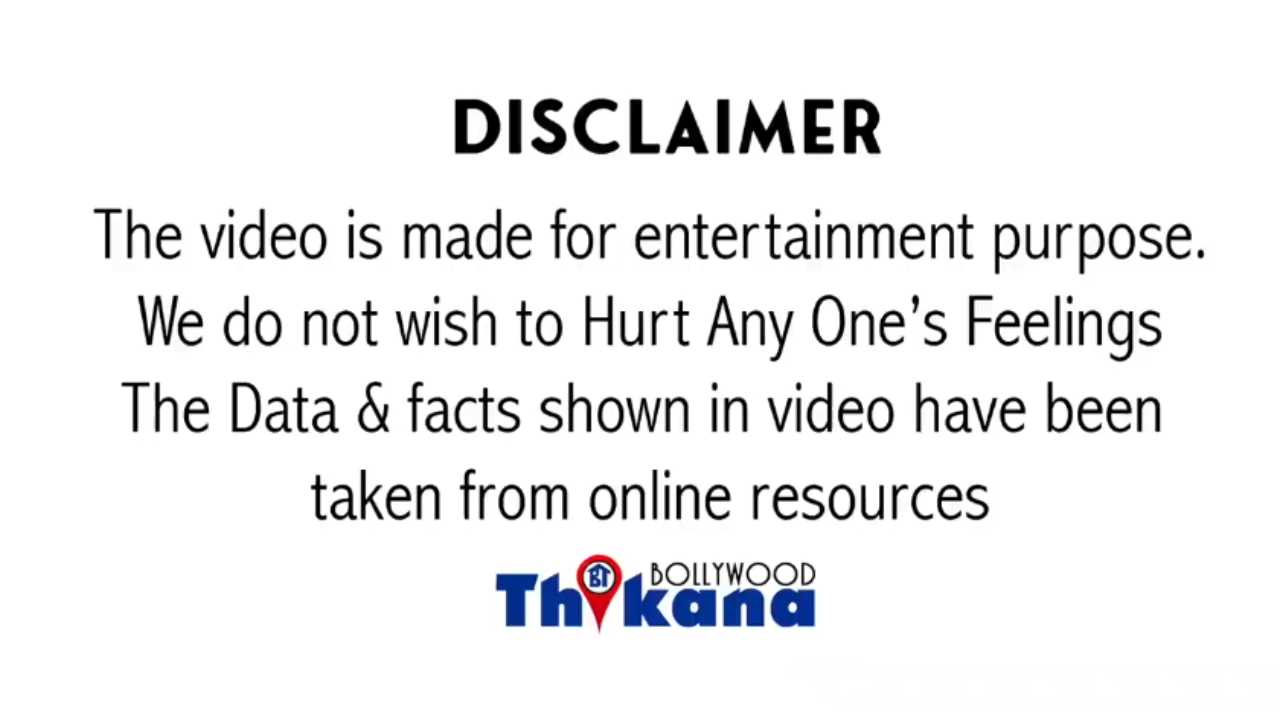 DISCLAIMER
The video is made for entertainment purpose.
We do not wish to Hurt Any One’s Feelings
The Data & facts shown in video have been
taken from online resources
BT
BOLLYWOOD
Thikana